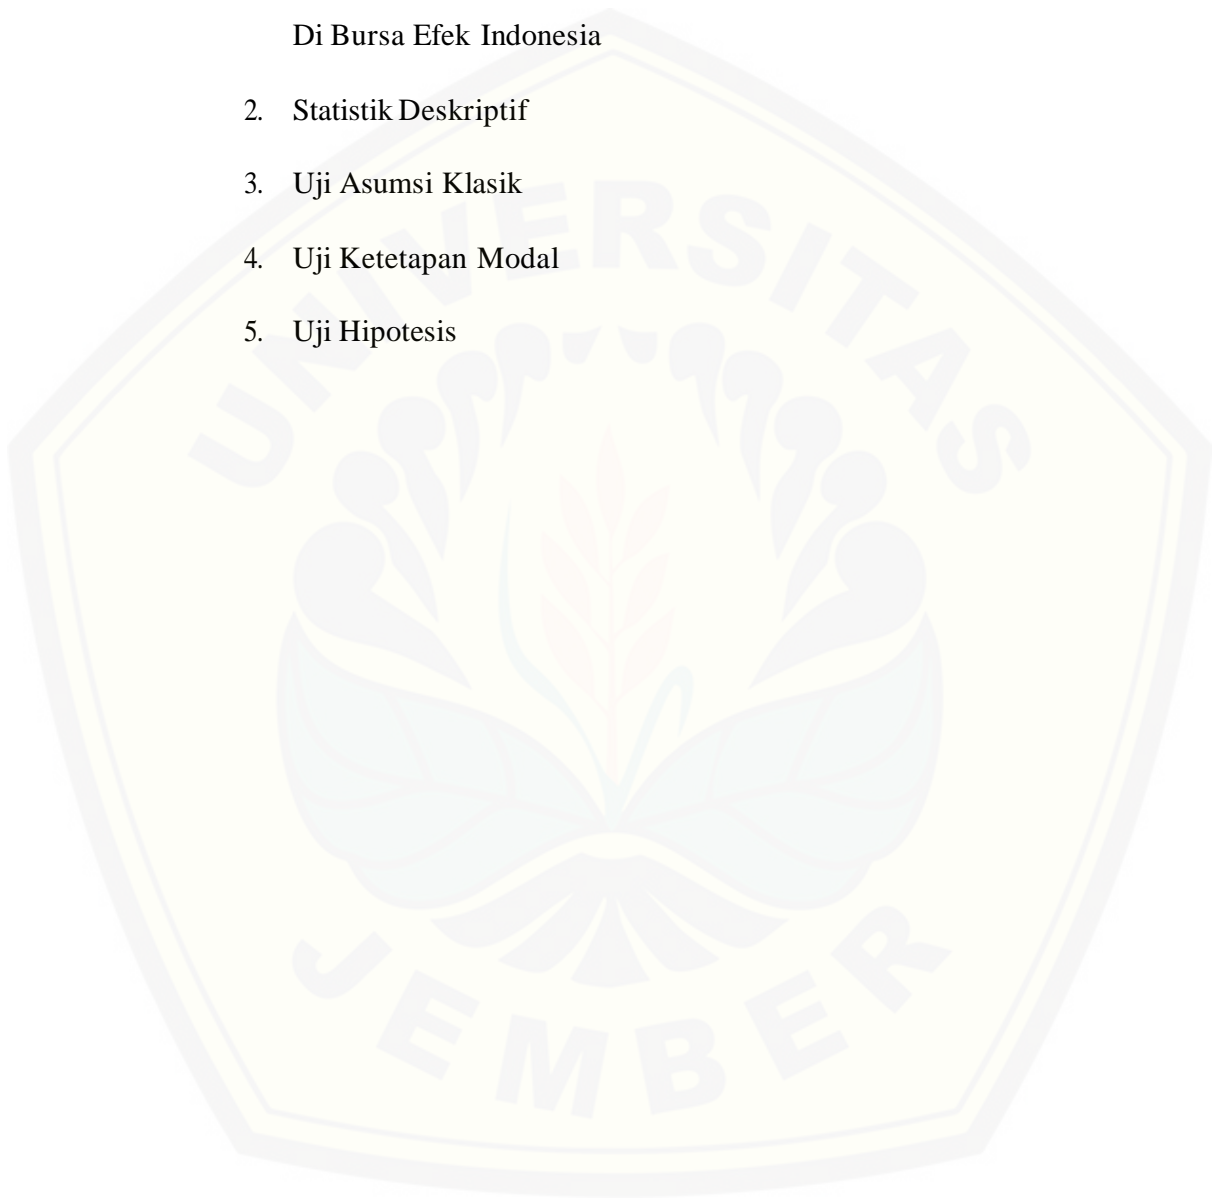 Di Bursa Efek Indonesia
2. Statistik Deskriptif
3. Uji Asumsi Klasik
4. Uji Ketetapan Modal
5. Uji Hipotesis
UNIVERSITAS
JEMBER